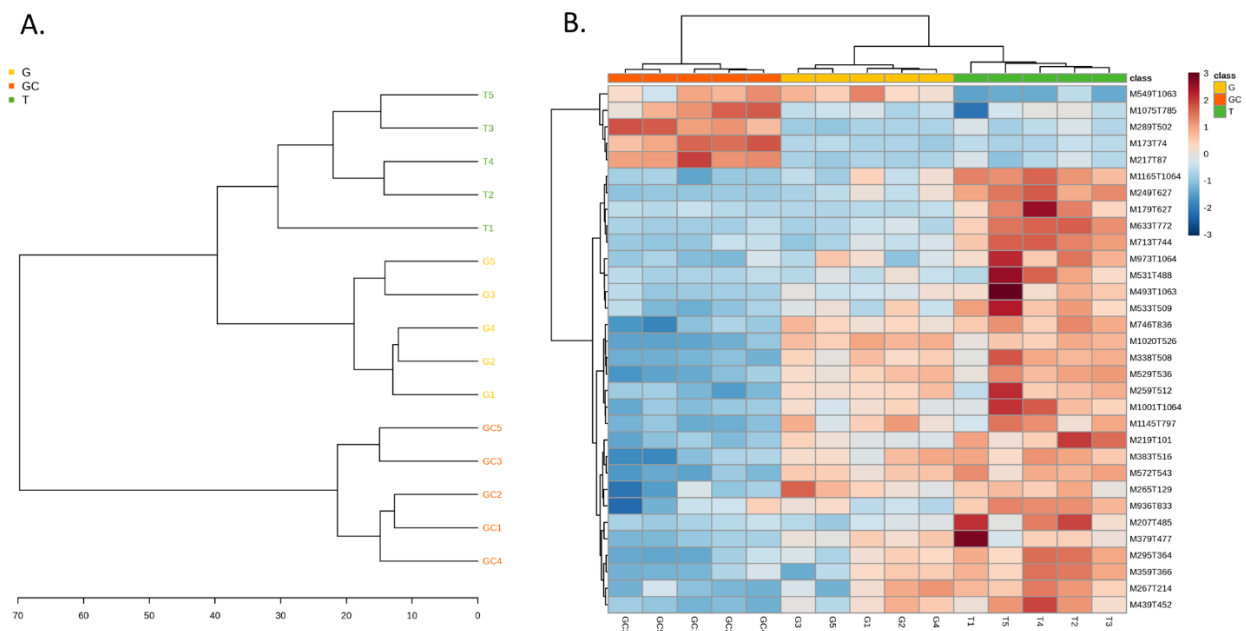 A.
G
GC
T
T5
T3
T4
T2
T1
G5
G3
G4
G2
G1
GC5
GC3
GC2
GC1
GC4
70 60 50 40 30 20 10 0
B.
class
M549T1063
M1075T785
M289T502
M173T74
M217T87
M1165T1064
M249T627
M179T627
M633T772
M713T744
M973T1064
M531T488
M493T1063
M533T509
M746T836
M1020T526
M338T508
M529T536
M259T512
M1001T1064
M1145T797
M219T101
M383T516
M572T543
M265T129
M936T833
M207T485
M379T477
M295T364
M359T366
M267T214
M439T452
G3 G5 G1 G2 G4 T1 T5 T4 T2 T3
3
2
1
0
-1
-2
-3
class
G
GC
T